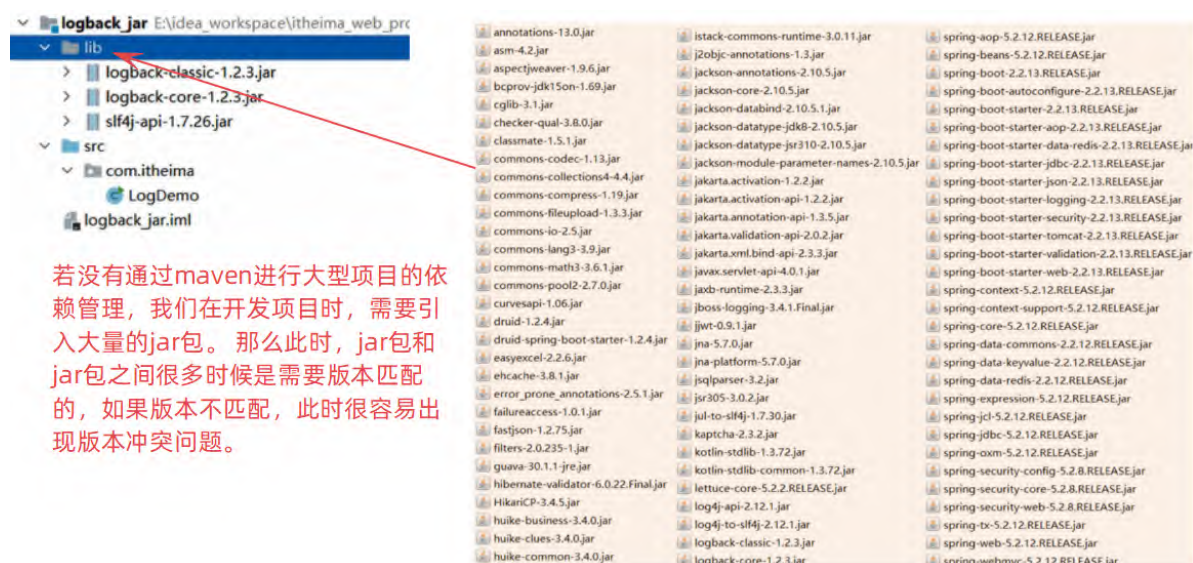 logback_jar E:\idea_workspace\itheima_web_prc
lib
logback-classic-1.2.3.jar
logback-core-1.2.3.jar
slf4j-api-1.7.26.jar
src
com.itheima
LogDemo
logback_jar.iml
若没有通过maven进行大型项目的依
赖管理，我们在开发项目时，需要引
入大量的jar包。 那么此时，jar包和
jar包之间很多时候是需要版本匹配
的，如果版本不匹配，此时很容易出
现版本冲突问题。
annotations-13.0.jar
asm-4.2.jar
aspectjweaver-1.9.6.jar
bcprov-jdk15on-1.69.jar
cglib-3.1.jar
checker-qual-3.8.0.jar
classmate-1.5.1.jar
commons-codec-1.13.jar
commons-collections4-4.4.jar
commons-compress-1.19.jar
commons-fileupload-1.3.3.jar
commons-io-2.5.jar
commons-lang3-3.9.jar
commons-math3-3.6.1.jar
commons-pool2-2.7.0.jar
curvesapi-1.06.jar
druid-1.2.4.jar
druid-spring-boot-starter-1.2.4.jar
easyexcel-2.2.6.jar
ehcache-3.8.1.jar
error_prone_annotations-2.5.1.jar
failureaccess-1.0.1.jar
fastjson-1.2.75.jar
filters-2.0.235-1.jar
guava-30.1.1-jre.jar
hibernate-validator-6.0.22.Final.jar
HikariCP-3.4.5.jar
huike-business-3.4.0.jar
huike-clues-3.4.0.jar
huike-common-3.4.0.jar
istack-commons-runtime-3.0.11.jar
j2objc-annotations-1.3.jar
jackson-annotations-2.10.5.jar
jackson-core-2.10.5.jar
jackson-databind-2.10.5.1.jar
jackson-datatype-jdk8-2.10.5.jar
jackson-datatype-jsr310-2.10.5.jar
jackson-module-parameter-names-2.10.5.jar
jakarta.activation-1.2.2.jar
jakarta.activation-api-1.2.2.jar
jakarta.annotation-api-1.3.5.jar
jakarta.validation-api-2.0.2.jar
jakarta.xml.bind-api-2.3.3.jar
javax.servlet-api-4.0.1.jar
jaxb-runtime-2.3.3.jar
jboss-logging-3.4.1.Final.jar
jjwt-0.9.1.jar
jna-5.7.0.jar
jna-platform-5.7.0.jar
jsqlparser-3.2.jar
jsr305-3.0.2.jar
jul-to-slf4j-1.7.30.jar
kaptcha-2.3.2.jar
kotlin-stdlib-1.3.72.jar
kotlin-stdlib-common-1.3.72.jar
lettuce-core-5.2.2.RELEASE.jar
log4j-api-2.12.1.jar
log4j-to-slf4j-2.12.1.jar
logback-classic-1.2.3.jar
logback-core-1.2.3.jar
spring-aop-5.2.12.RELEASE.jar
spring-beans-5.2.12.RELEASE.jar
spring-boot-2.2.13.RELEASE.jar
spring-boot-autoconfigure-2.2.13.RELEASE.jar
spring-boot-starter-2.2.13.RELEASE.jar
spring-boot-starter-aop-2.2.13.RELEASE.jar
spring-boot-starter-data-redis-2.2.13.RELEASE.jar
spring-boot-starter-jdbc-2.2.13.RELEASE.jar
spring-boot-starter-json-2.2.13.RELEASE.jar
spring-boot-starter-logging-2.2.13.RELEASE.jar
spring-boot-starter-security-2.2.13.RELEASE.jar
spring-boot-starter-tomcat-2.2.13.RELEASE.jar
spring-boot-starter-validation-2.2.13.RELEASE.jar
spring-boot-starter-web-2.2.13.RELEASE.jar
spring-context-5.2.12.RELEASE.jar
spring-context-support-5.2.12.RELEASE.jar
spring-core-5.2.12.RELEASE.jar
spring-data-commons-2.2.12.RELEASE.jar
spring-data-keyvalue-2.2.12.RELEASE.jar
spring-data-redis-2.2.12.RELEASE.jar
spring-expression-5.2.12.RELEASE.jar
spring-jcl-5.2.12.RELEASE.jar
spring-jdbc-5.2.12.RELEASE.jar
spring-oxm-5.2.12.RELEASE.jar
spring-security-config-5.2.8.RELEASE.jar
spring-security-core-5.2.8.RELEASE.jar
spring-security-web-5.2.8.RELEASE.jar
spring-tx-5.2.12.RELEASE.jar
spring-web-5.2.12.RELEASE.jar
spring-webmvc-5.2.12.RELEASE.jar